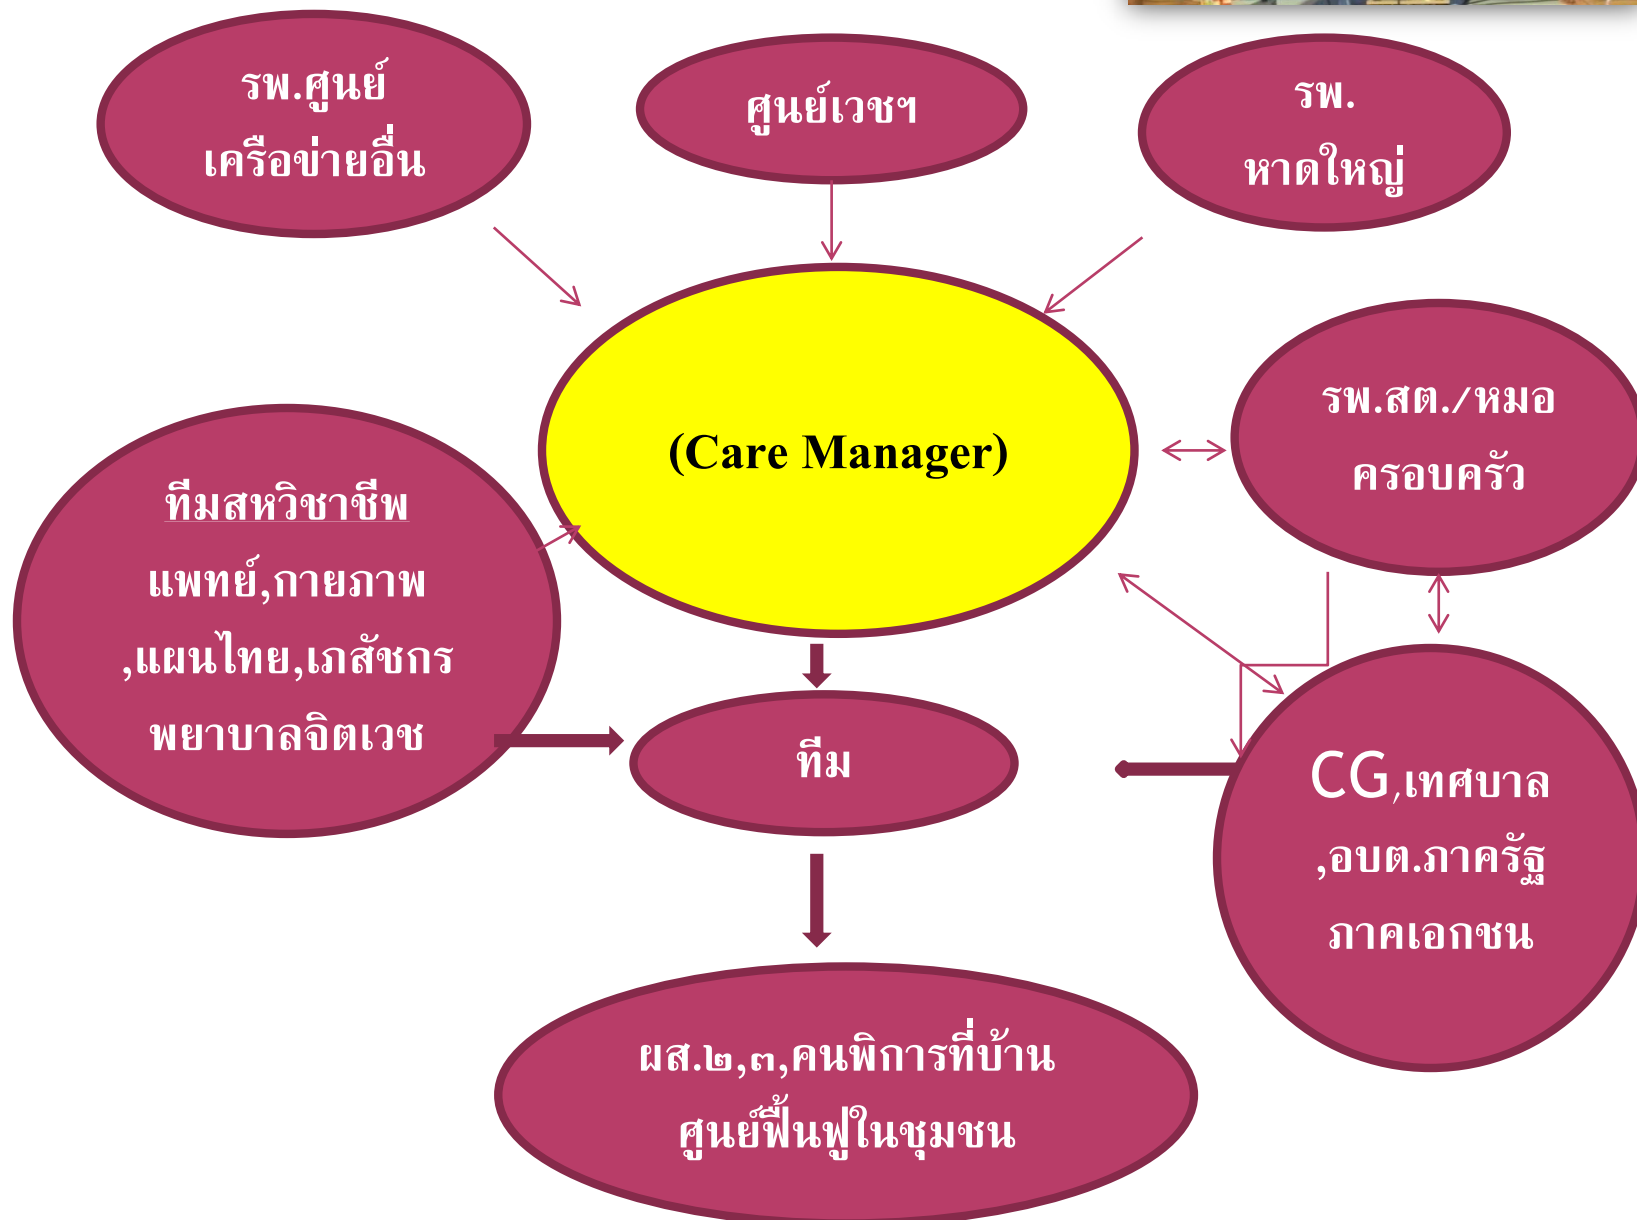 รพ.ศูนย์
เครือข่ายอื่น
ศูนย์เวชฯ
รพ.
หาดใหญ่
(Care Manager)
รพ.สต./หมอ
ครอบครัว
ทีมสหวิชาชีพ
แพทย์,กายภาพ
,แผนไทย,เภสัชกร
พยาบาลจิตเวช
ทีม
CG,เทศบาล
,อบต.ภาครัฐ
ภาคเอกชน
ผส.๒,๓,คนพิการที่บ้าน
ศูนย์ฟื้นฟูในชุมชน